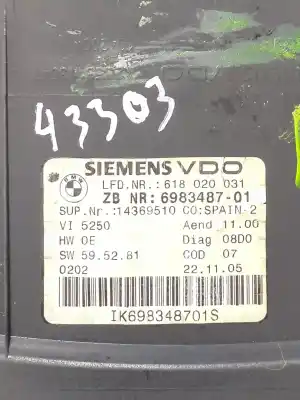 43303
SIEMENS VDO
BMW
LFD.NR.:618 020 031
ZB NR: 6983487-01
SUP.Nr.:14369510 CO:SPAIN-2
VI 5250 Aend 11.00
HW 0E Diag 08D0
SW 59.52.81 COD 07
0202 22.11.05
IK698348701S